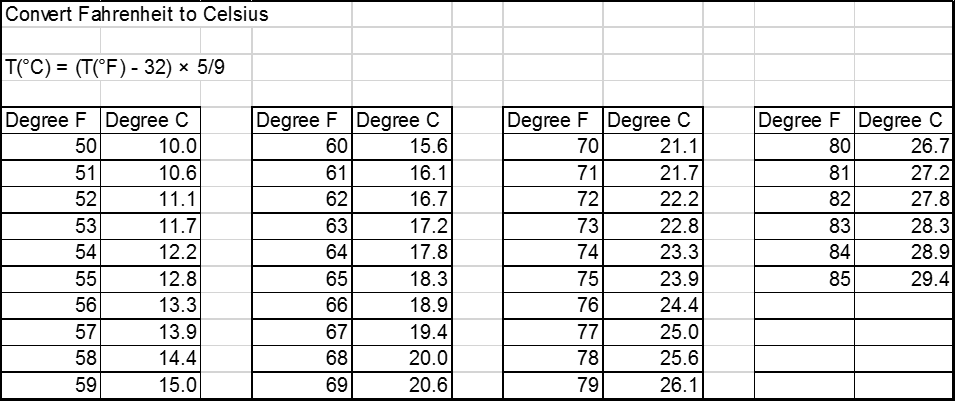 Convert Fahrenheit to Celsius
T(°C) = (T(°F) - 32) × 5/9
Degree F Degree C Degree F Degree C Degree F Degree C Degree F Degree C
50 10.0 60 15.6 70 21.1 80 26.7
51 10.6 61 16.1 71 21.7 81 27.2
52 11.1 62 16.7 72 22.2 82 27.8
53 11.7 63 17.2 73 22.8 83 28.3
54 12.2 64 17.8 74 23.3 84 28.9
55 12.8 65 18.3 75 23.9 85 29.4
56 13.3 66 18.9 76 24.4
57 13.9 67 19.4 77 25.0
58 14.4 68 20.0 78 25.6
59 15.0 69 20.6 79 26.1